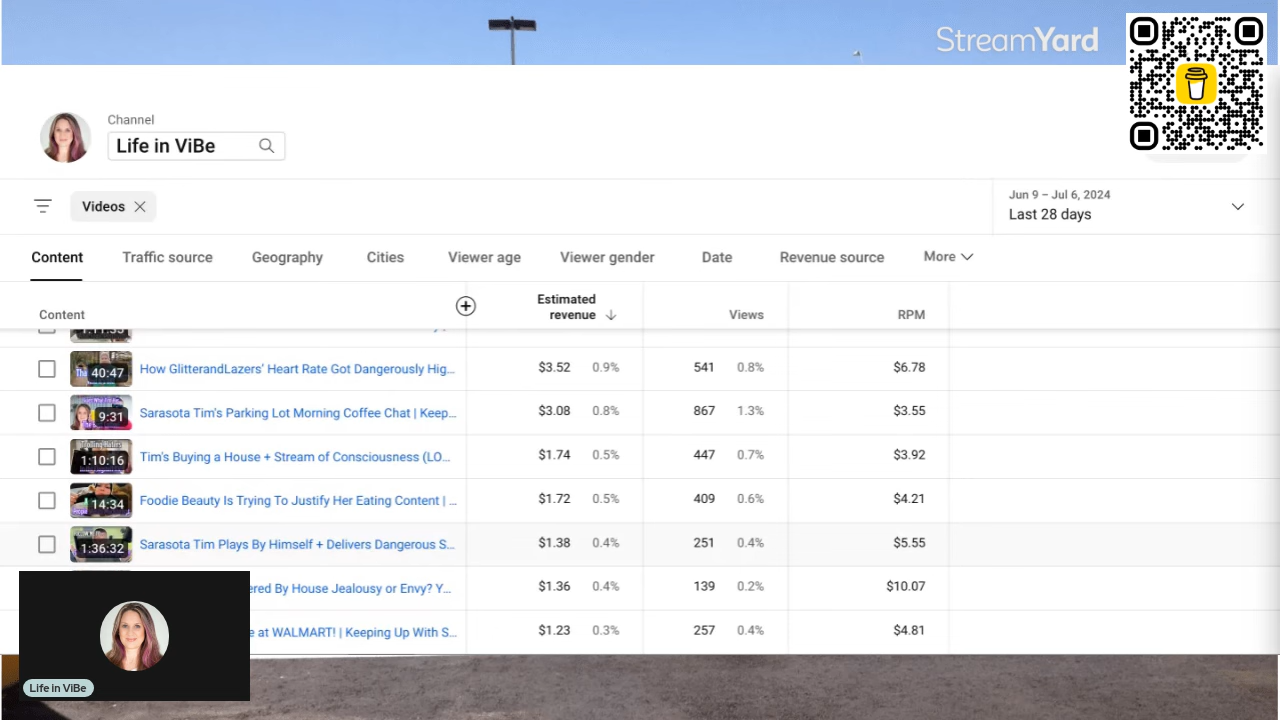 StreamYard
Channel
Life in ViBe
Videos
Jun 9 – Jul 6, 2024
Last 28 days
Content Traffic source Geography Cities Viewer age Viewer gender Date Revenue source More
Content Estimated revenue Views RPM
1:11:33
40:47 How GlitterandLazers' Heart Rate Got Dangerously Hig... $3.52 0.9% 541 0.8% $6.78
9:31 Sarasota Tim's Parking Lot Morning Coffee Chat | Keep... $3.08 0.8% 867 1.3% $3.55
1:10:16 Tim's Buying a House + Stream of Consciousness (LO... $1.74 0.5% 447 0.7% $3.92
14:34 Foodie Beauty Is Trying To Justify Her Eating Content | ... $1.72 0.5% 409 0.6% $4.21
1:36:32 Sarasota Tim Plays By Himself + Delivers Dangerous S... $1.38 0.4% 251 0.4% $5.55
ered By House Jealousy or Envy? Y... $1.36 0.4% 139 0.2% $10.07
e at WALMART! | Keeping Up With S... $1.23 0.3% 257 0.4% $4.81
Life in ViBe